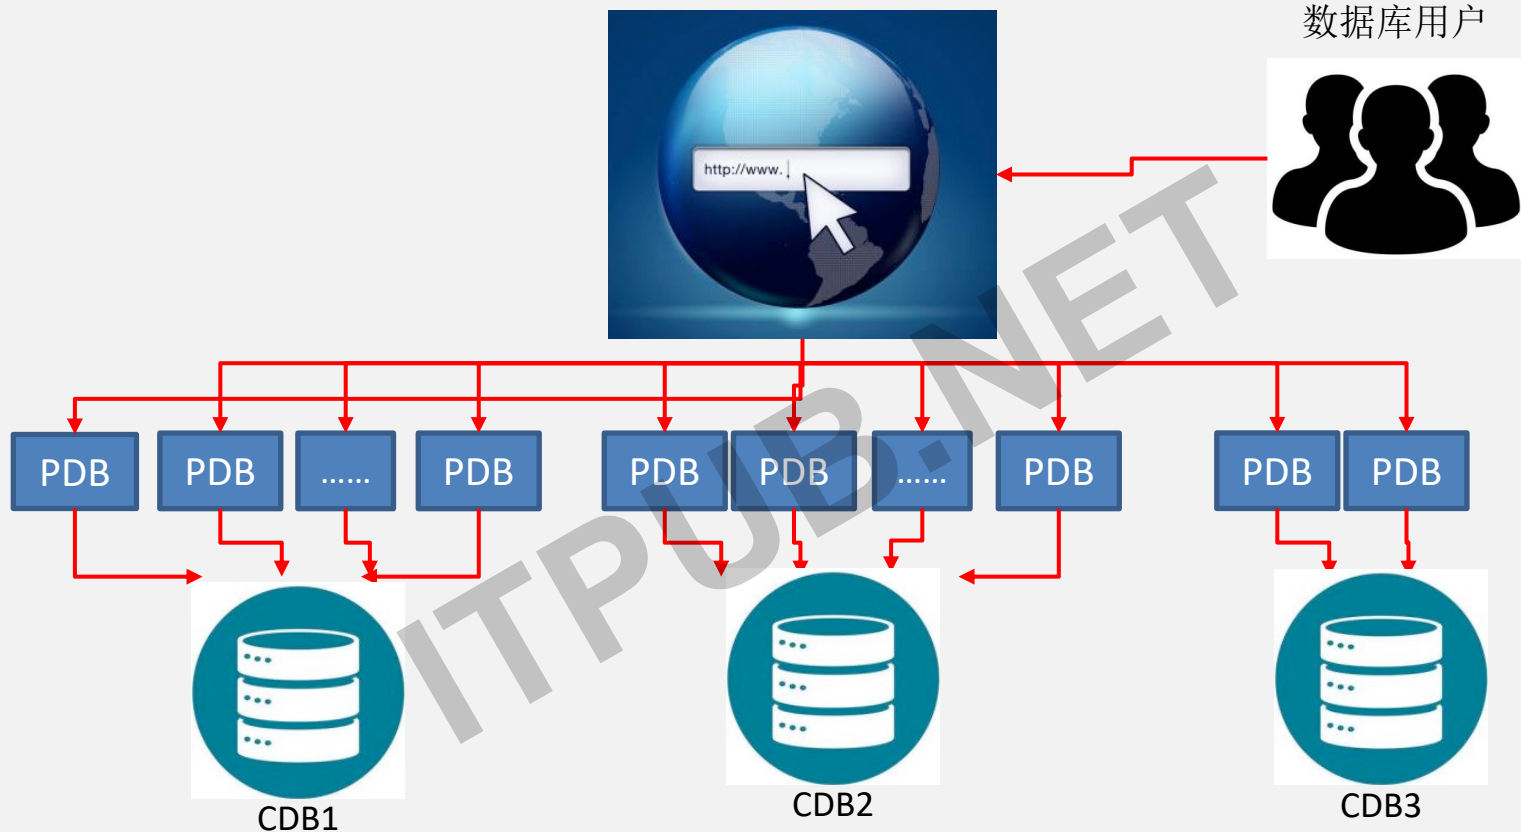 数据库用户
http://www.
PDB
PDB
......
PDB
PDB
PDB
......
PDB
PDB
PDB
ITPUB.NET
CDB1
CDB2
CDB3